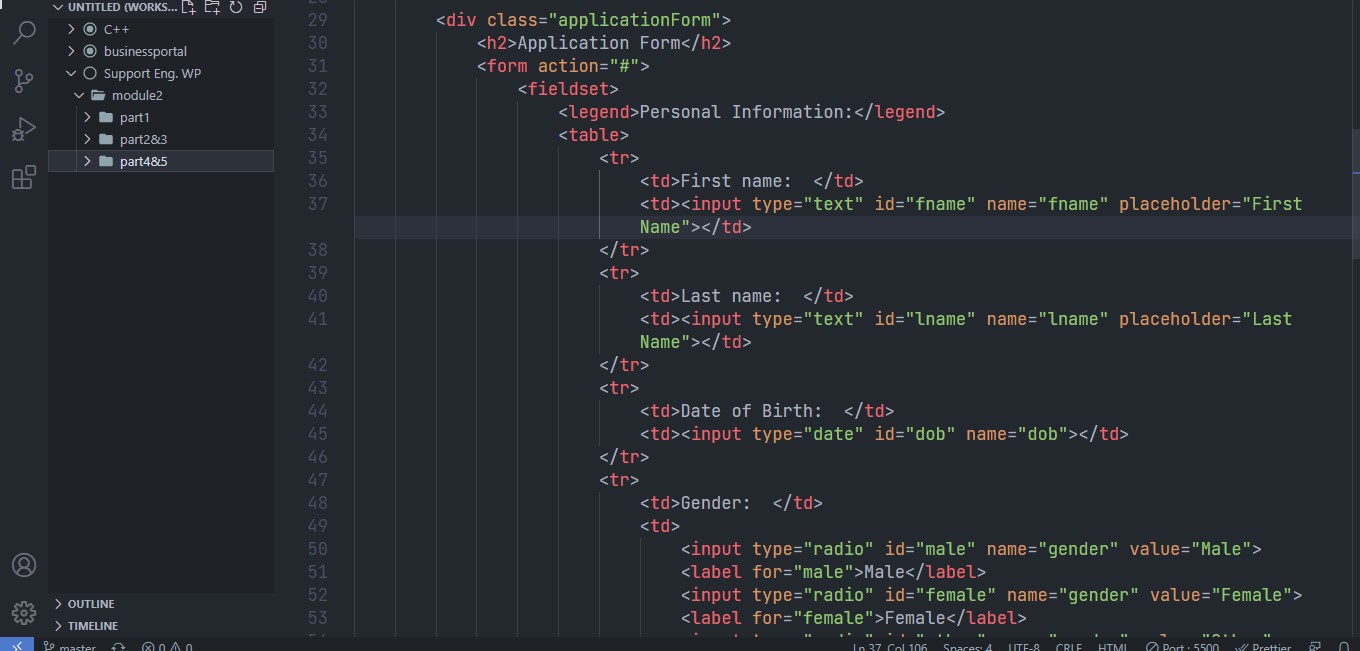 UNTITLED (WORKS...
C++
businessportal
Support Eng. WP
module2
part1
part2&3
part4&5
OUTLINE
TIMELINE
29 <div class="applicationForm">
30 <h2>Application Form</h2>
31 <form action="#">
32 <fieldset>
33 <legend>Personal Information:</legend>
34 <table>
35 <tr>
36 <td>First name:  </td>
37 <td><input type="text" id="fname" name="fname" placeholder="First
Name"></td>
38 </tr>
39 <tr>
40 <td>Last name:  </td>
41 <td><input type="text" id="lname" name="lname" placeholder="Last
Name"></td>
42 </tr>
43 <tr>
44 <td>Date of Birth:  </td>
45 <td><input type="date" id="dob" name="dob"></td>
46 </tr>
47 <tr>
48 <td>Gender:  </td>
49 <td>
50 <input type="radio" id="male" name="gender" value="Male">
51 <label for="male">Male</label>
52 <input type="radio" id="female" name="gender" value="Female">
53 <label for="female">Female</label>
master 0 0 Ln 37, Col 106 Spaces: 4 UTF-8 CRLF HTML Port : 5500 Prettier